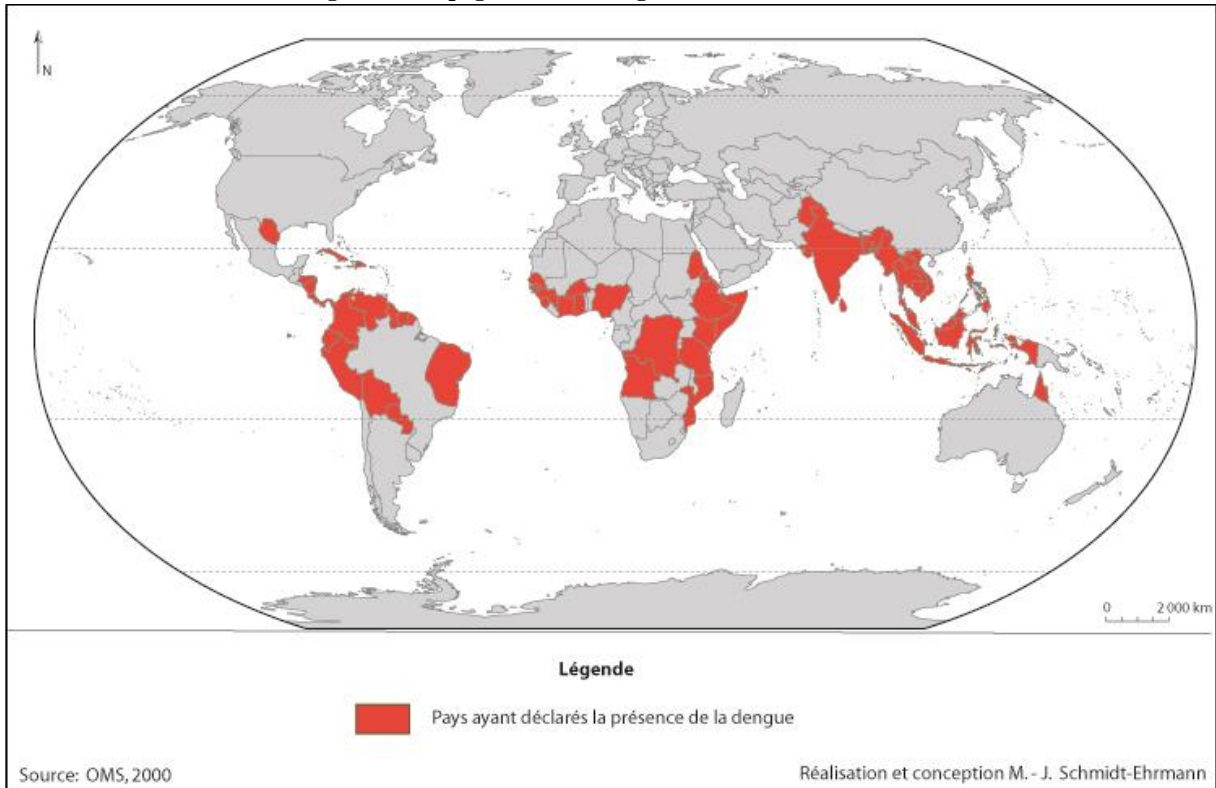 N
0 2 000 km
Légende
Pays ayant déclarés la présence de la dengue
Source: OMS, 2000
Réalisation et conception M. - J. Schmidt-Ehrmann